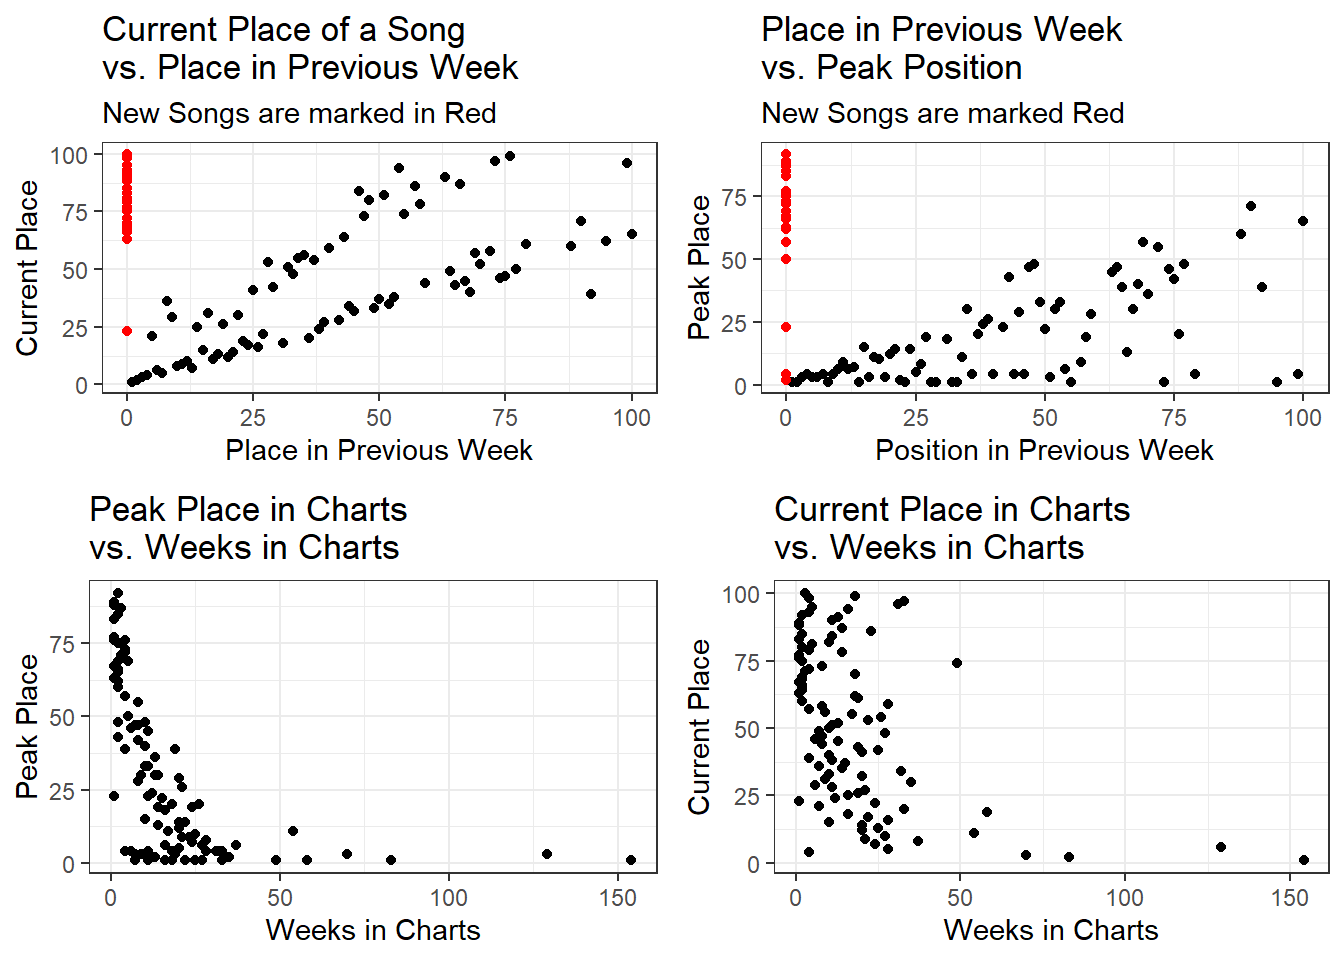 Current Place of a Song
vs. Place in Previous Week
New Songs are marked in Red
Current Place
100
75
50
25
0
0 25 50 75 100
Place in Previous Week
Place in Previous Week
vs. Peak Position
New Songs are marked Red
Peak Place
75
50
25
0
0 25 50 75 100
Position in Previous Week
Peak Place in Charts
vs. Weeks in Charts
Peak Place
75
50
25
0
0 50 100 150
Weeks in Charts
Current Place in Charts
vs. Weeks in Charts
Current Place
100
75
50
25
0
0 50 100 150
Weeks in Charts